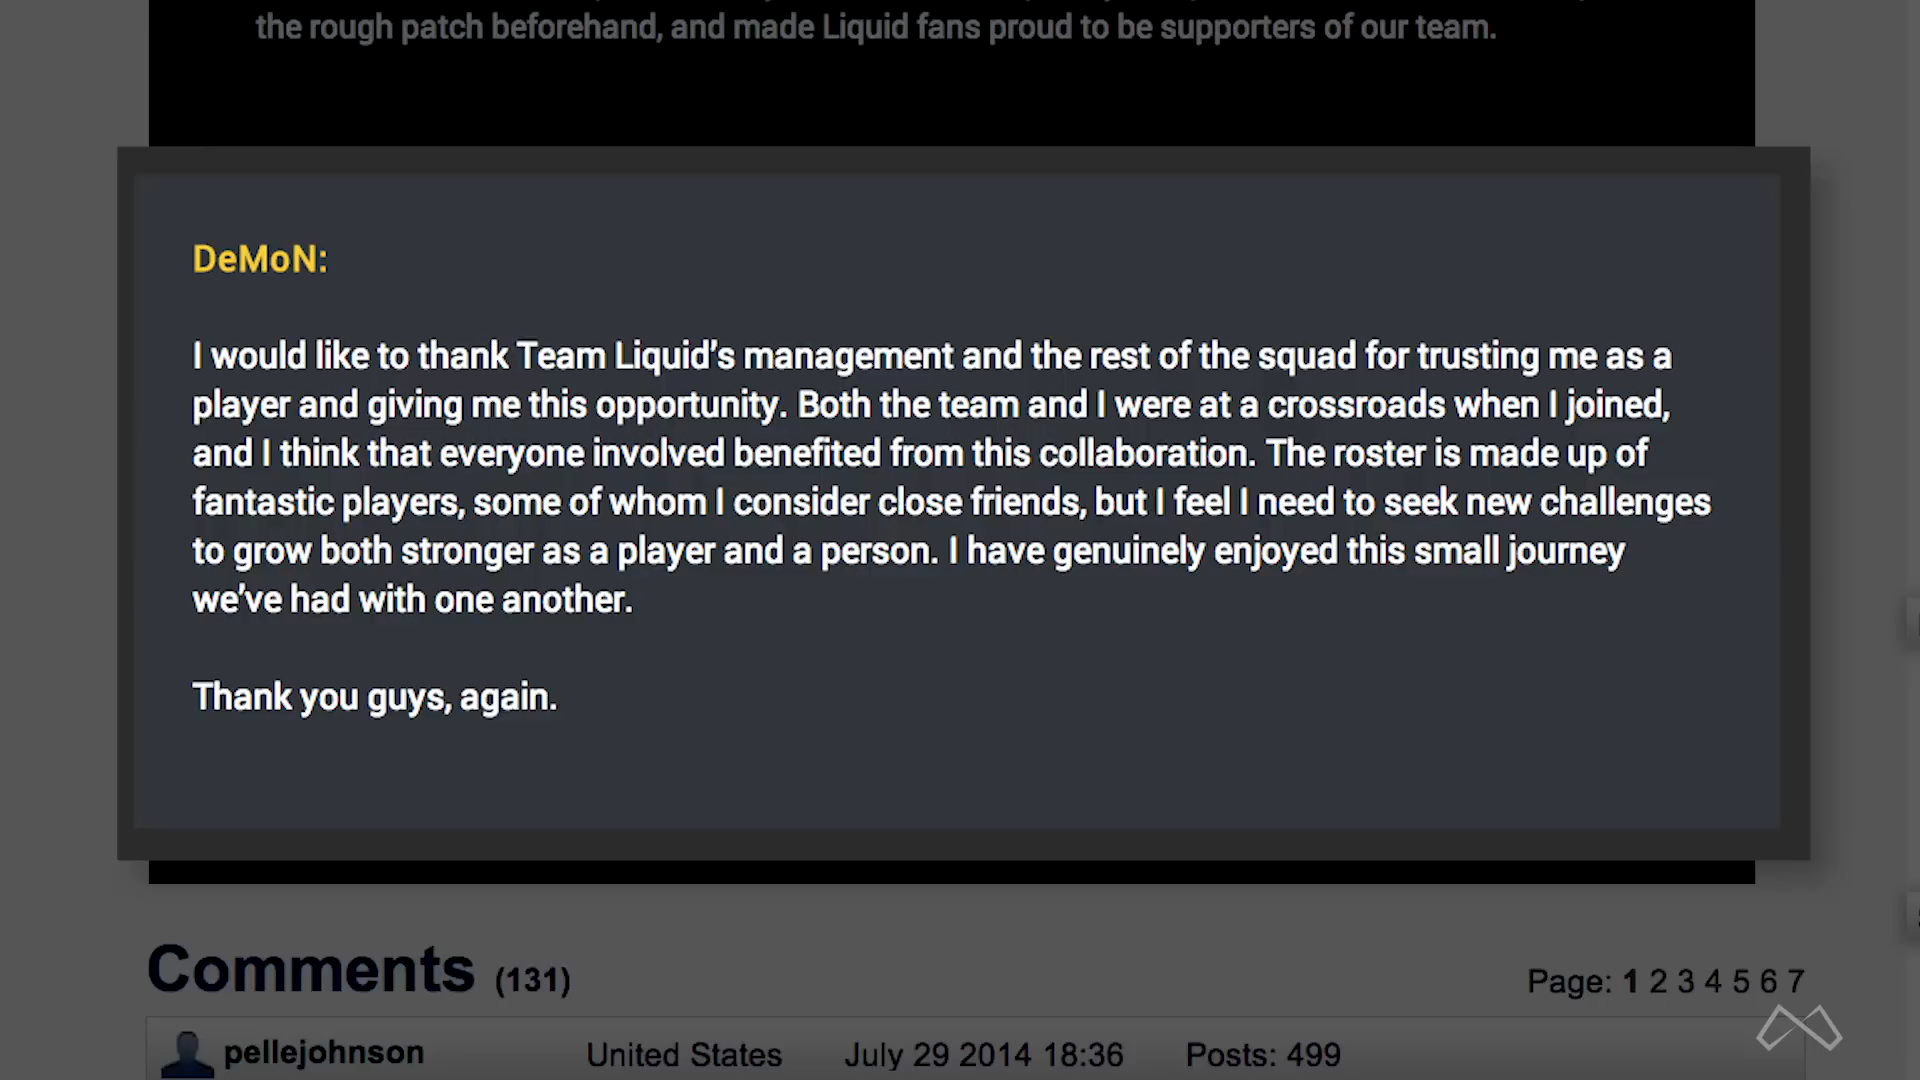 the rough patch beforehand, and made Liquid fans proud to be supporters of our team.
DeMoN:
I would like to thank Team Liquid’s management and the rest of the squad for trusting me as a
player and giving me this opportunity. Both the team and I were at a crossroads when I joined,
and I think that everyone involved benefited from this collaboration. The roster is made up of
fantastic players, some of whom I consider close friends, but I feel I need to seek new challenges
to grow both stronger as a player and a person. I have genuinely enjoyed this small journey
we’ve had with one another.
Thank you guys, again.
Comments (131)
Page: 1 2 3 4 5 6 7
pellejohnson United States July 29 2014 18:36 Posts: 499